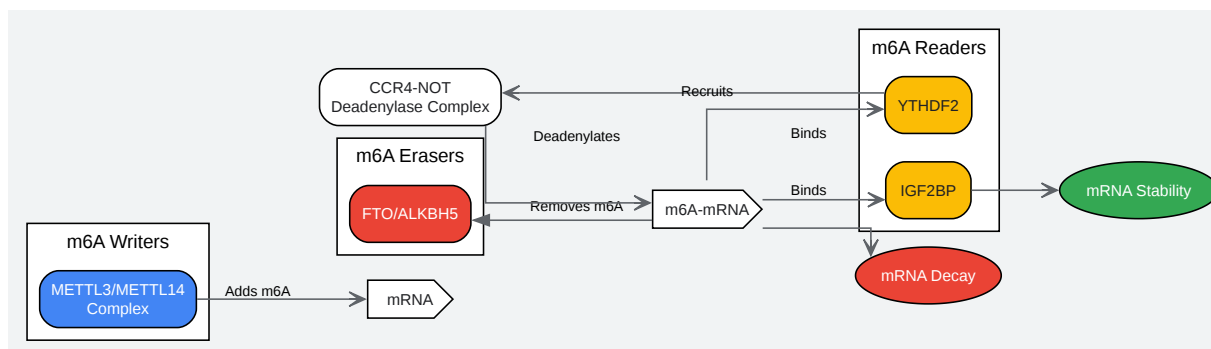 m6A Readers
CCR4-NOT
Deadenylase Complex
Recruits
YTHDF2
Deadenylates
Binds
m6A Erasers
FTO/ALKBH5
Removes m6A
m6A-mRNA
Binds
IGF2BP
mRNA Stability
m6A Writers
METTL3/METTL14
Complex
Adds m6A
mRNA
mRNA Decay